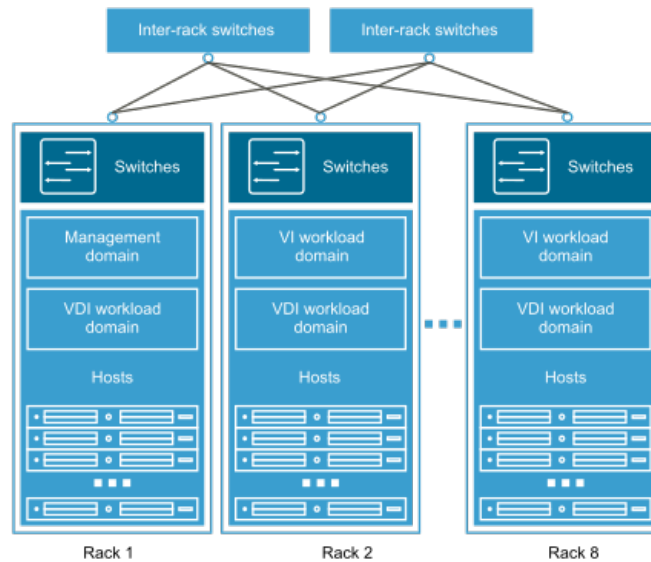 Inter-rack switches
Inter-rack switches
Switches
Switches
Switches
Management
domain
VI workload
domain
VI workload
domain
VDI workload
domain
VDI workload
domain
VDI workload
domain
Hosts
Hosts
Hosts
Rack 1
Rack 2
Rack 8